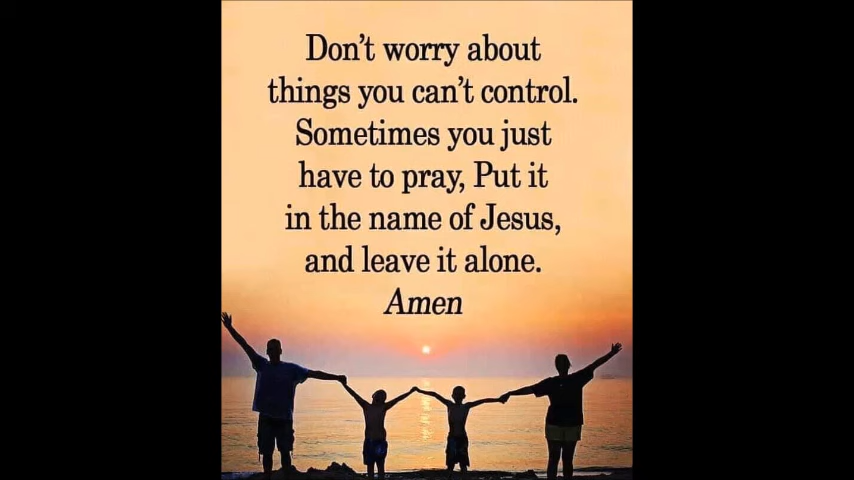 Don't worry about
things you can't control.
Sometimes you just
have to pray, Put it
in the name of Jesus,
and leave it alone.
Amen